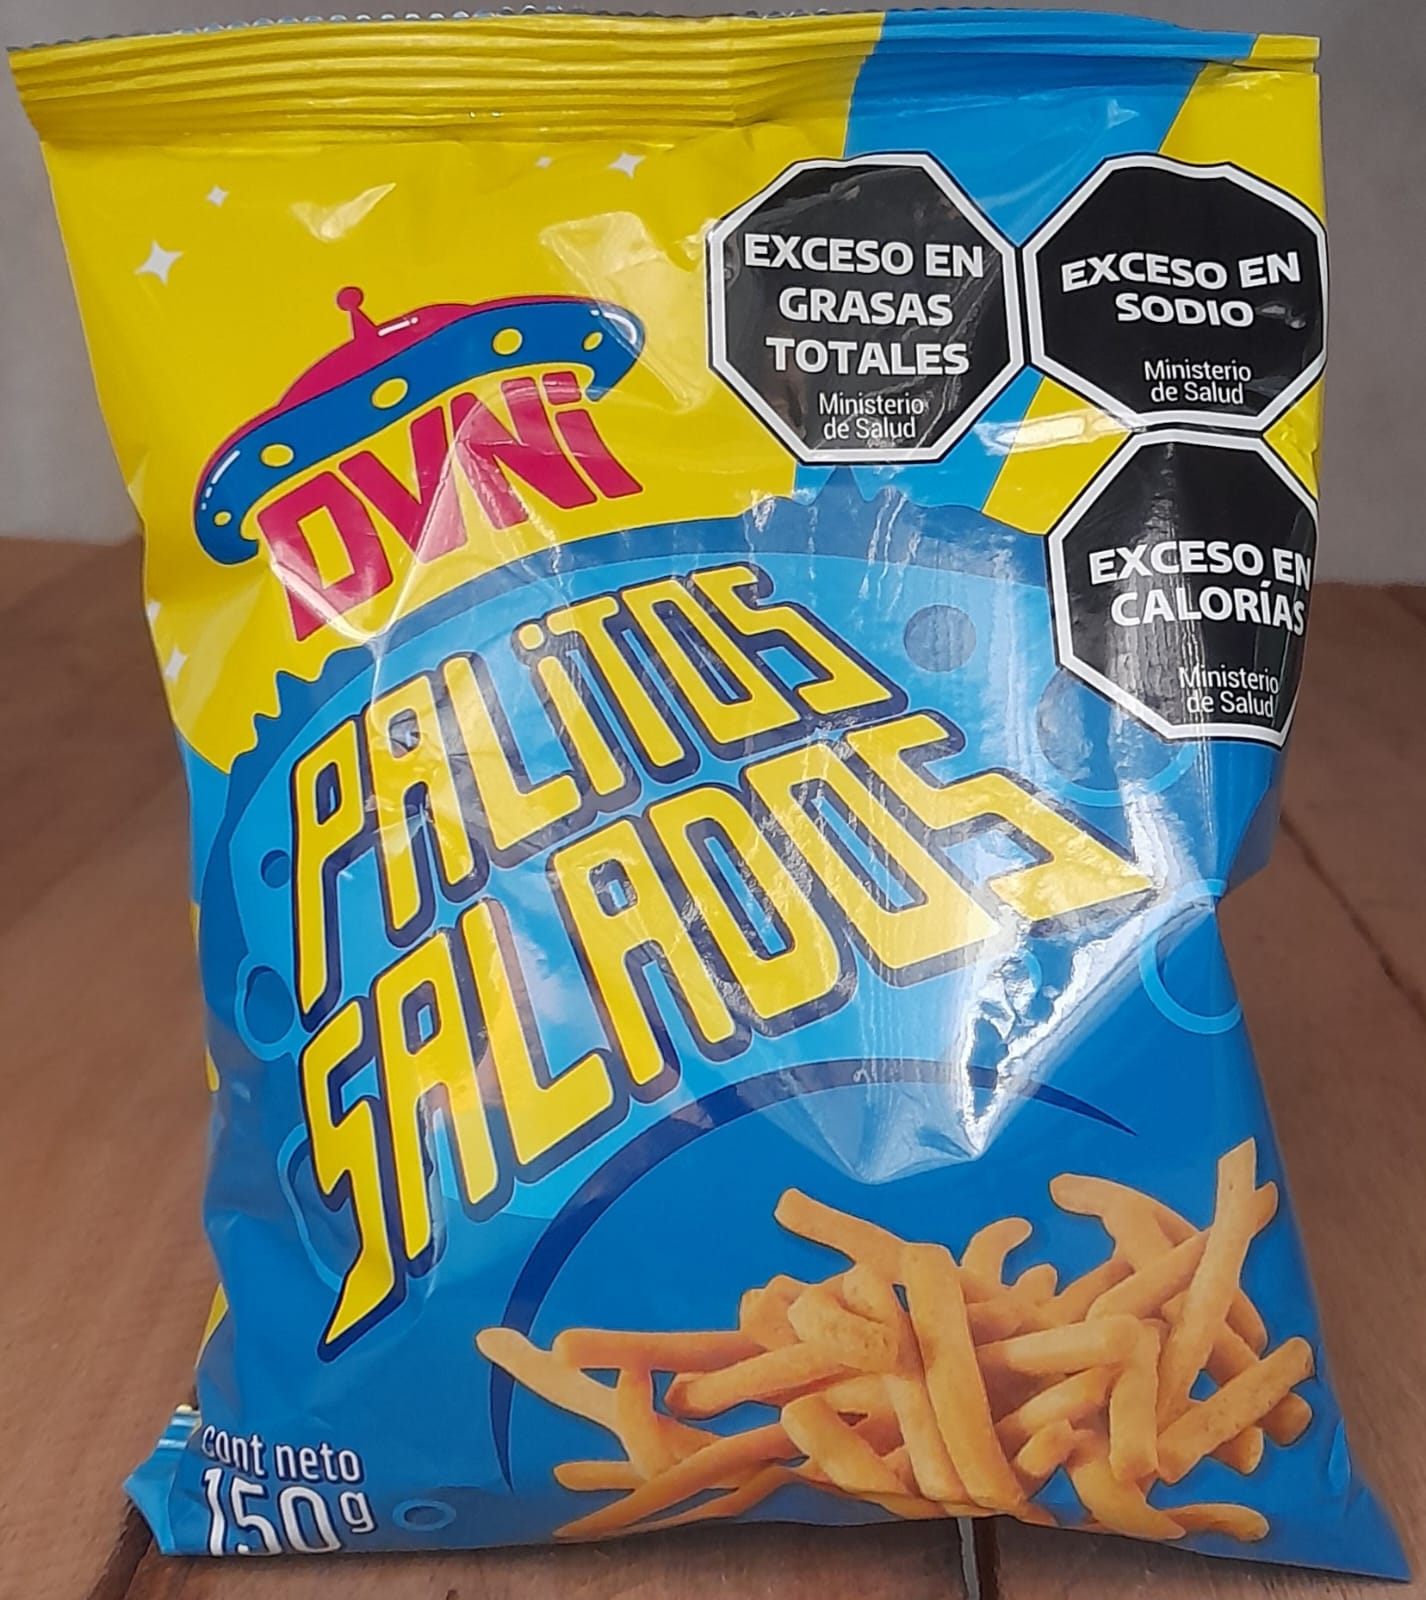 EXCESO EN
GRASAS
TOTALES
Ministerio
de Salud
EXCESO EN
SODIO
Ministerio
de Salud
EXCESO EN
CALORÍAS
Ministerio
de Salud
OVNi
PALiTOS
SALADOS
cont neto
150g